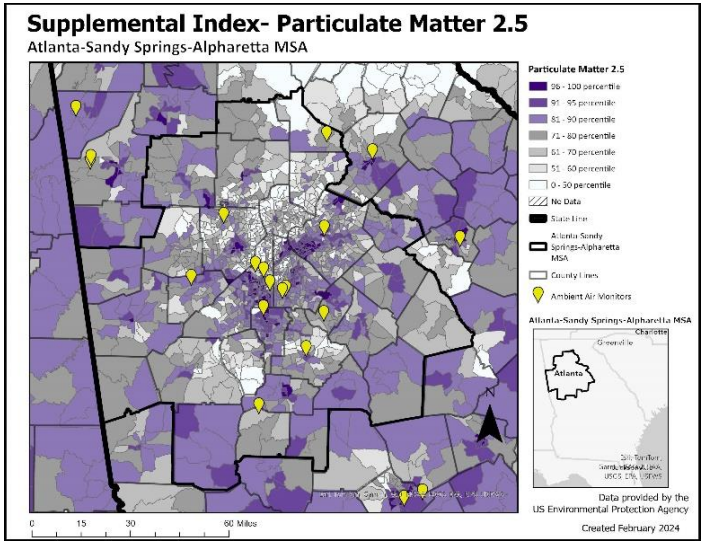 Supplemental Index- Particulate Matter 2.5
Atlanta-Sandy Springs-Alpharetta MSA
Particulate Matter 2.5
96 - 100 percentile
91 - 95 percentile
81 - 90 percentile
71 - 80 percentile
61 - 70 percentile
51 - 60 percentile
0 - 50 percentile
No Data
State Line
Atlanta-Sandy
Springs-Alpharetta
MSA
County Lines
Ambient Air Monitors
Atlanta-Sandy Springs-Alpharetta MSA
Charlotte
Greenville
Atlanta
N
USGS, EPA, USFWS
Data provided by the
US Environmental Protection Agency
Created February 2024
0 15 30 60 Miles